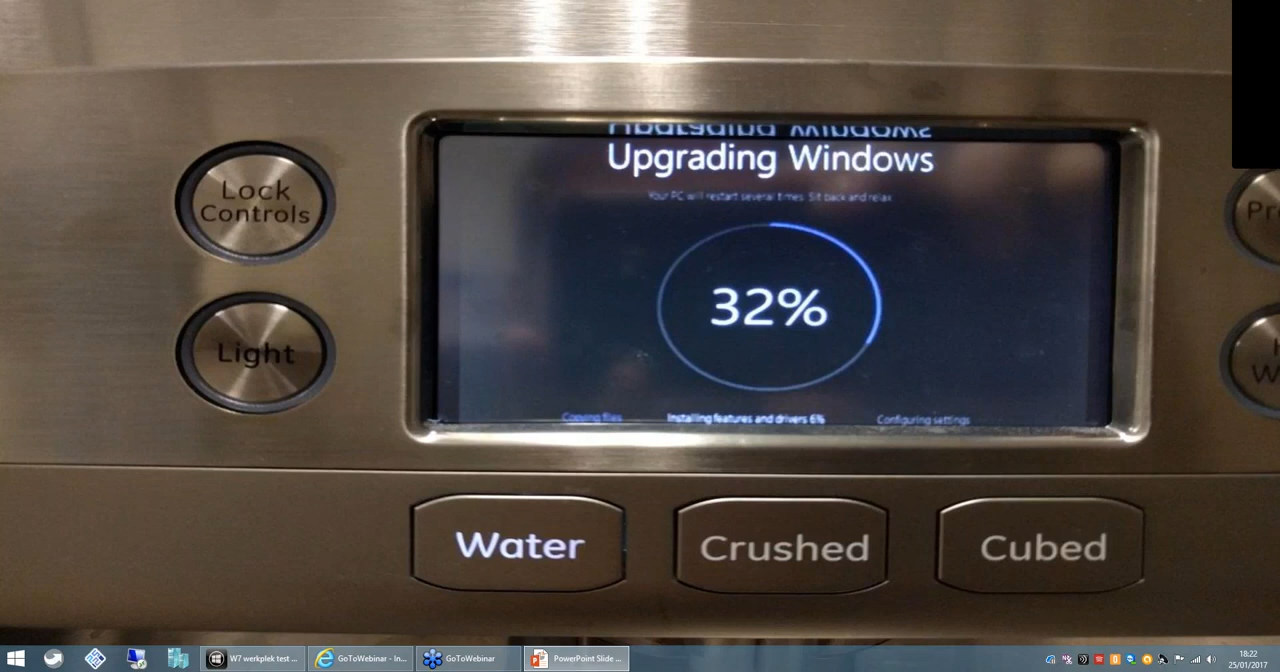 Upgrading Windows
Your PC will restart several times. Sit back and relax.
32%
Copying files
Installing features and drivers 6%
Configuring settings
Lock
Controls
Light
Water
Crushed
Cubed
W7 werkplek test ...
GoToWebinar - In...
GoToWebinar
PowerPoint Slide ...
18:22
25/01/2017